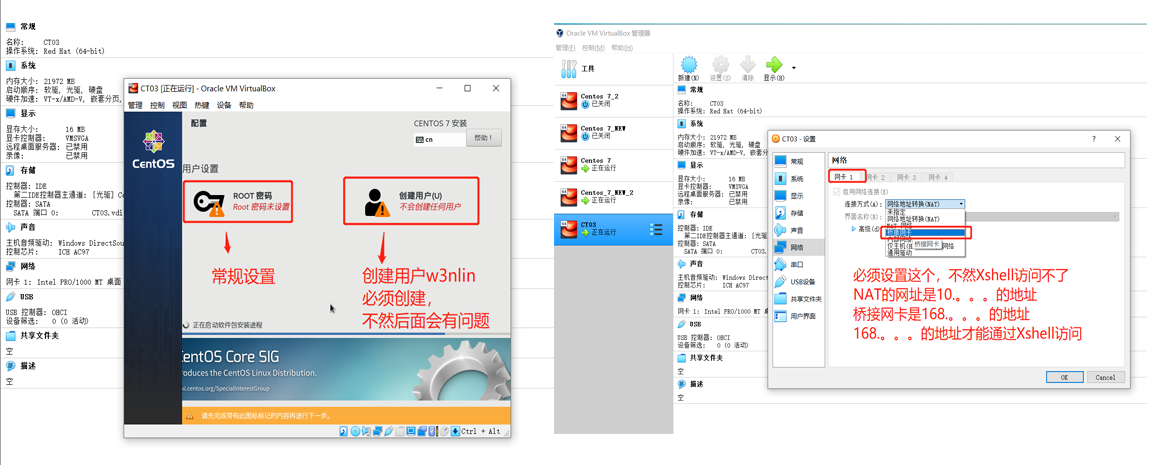 常规
名称: CT03
操作系统: Red Hat (64-bit)
系统
内存大小: 21972 MB
启动顺序: 软驱, 光驱, 硬盘
硬件加速: VT-x/AMD-V, 嵌套分页,
显示
显存大小: 16 MB
显卡控制器: VMSVGA
远程桌面服务器: 已禁用
录像: 已禁用
存储
控制器: IDE
第二IDE控制器主通道: [光驱] Ce
控制器: SATA
SATA 端口 0: CT03.vdi
声音
主机音频驱动: Windows DirectSour
控制芯片: ICH AC97
网络
网卡 1: Intel PRO/1000 MT 桌面
USB
USB 控制器: OHCI
设备筛选: 0 (0 活动)
共享文件夹
空
描述
空
CT03 [正在运行] - Oracle VM VirtualBox
管理 控制 视图 热键 设备 帮助
CentOS
配置
CENTOS 7 安装
cn
帮助！
用户设置
ROOT 密码
Root 密码未设置
创建用户(U)
不会创建任何用户
常规设置
创建用户w3nlin
必须创建，
不然后面会有问题
正在启动软件包安装进程
entOS Core SIG
roduces the CentOS Linux Distribution.
ki.centos.org/SpecialInterestGroup
请先完成带有此图标标记的内容再进行下一步。
Ctrl + Alt
Oracle VM VirtualBox 管理器
管理(F) 控制(M) 帮助(H)
工具
新建(N) 设置(S) 清除 显示(H)
Centos 7_2
已关闭
Centos 7_NEW
已关闭
Centos 7
正在运行
Centos 7_NEW_2
正在运行
CT03
正在运行
常规
名称: CT03
操作系统: Red Hat (64-bit)
系统
内存大小: 21972 MB
启动顺序: 软驱, 光驱, 硬盘
硬件加速: VT-x/AMD-V, 嵌套分
显示
显存大小: 16 MB
显卡控制器: VMSVGA
远程桌面服务器: 已禁用
录像: 已禁用
存储
控制器: IDE
第二IDE控制器主通道: [光驱]
控制器: SATA
SATA 端口 0: CT03.
声音
主机音频驱动: Windows Direct
控制芯片: ICH AC97
网络
网卡 1: Intel PRO/1000 MT
USB
USB 控制器: OHCI
设备筛选: 0 (0 活动)
共享文件夹
空
描述
空
CT03 - 设置
? ×
常规
系统
显示
存储
声音
网络
串口
USB设备
共享文件夹
用户界面
网络
网卡 1 网卡 2 网卡 3 网卡 4
启用网络连接(E)
连接方式(A): 网络地址转换(NAT)
未指定
界面名称(N):
网络地址转换(NAT)
高级(d)
桥接网卡
桥接网卡
通用驱动
必须设置这个，不然Xshell访问不了
NAT的网址是10.。。。的地址
桥接网卡是168.。。。的地址
168.。。。的地址才能通过Xshell访问
OK Cancel